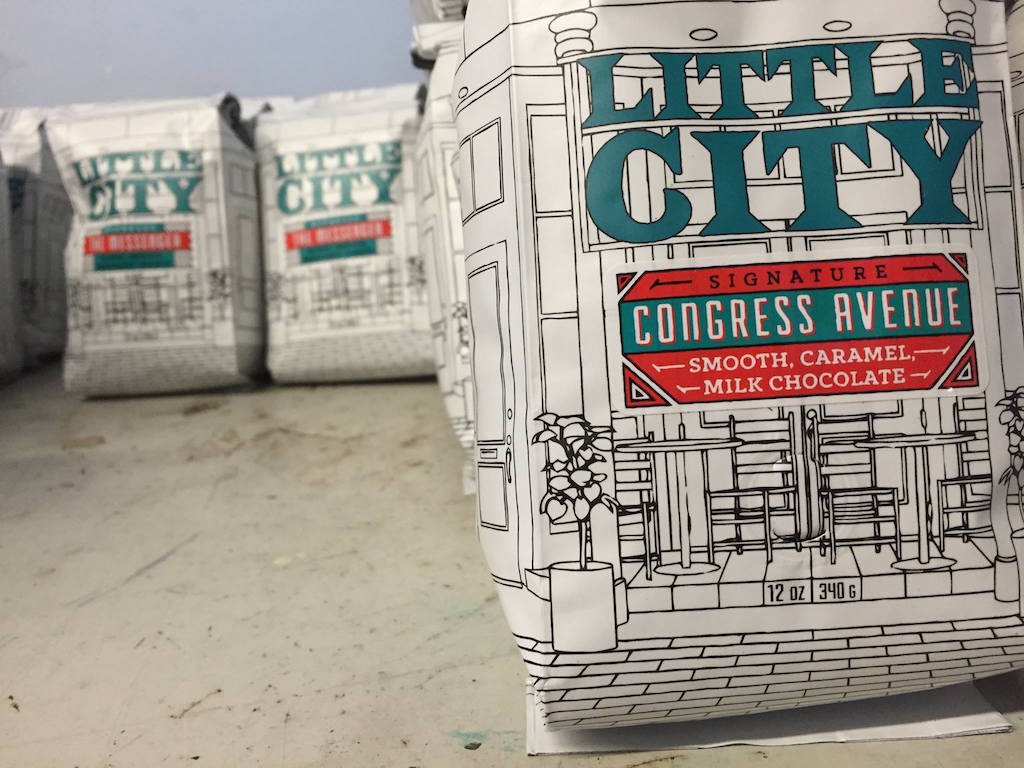 LITTLE
CITY
SIGNATURE
CONGRESS AVENUE
SMOOTH, CARAMEL,
MILK CHOCOLATE
12 OZ 340 G
LITTLE
CITY
THE MESSENGER
LITTLE
CITY
THE MESSENGER